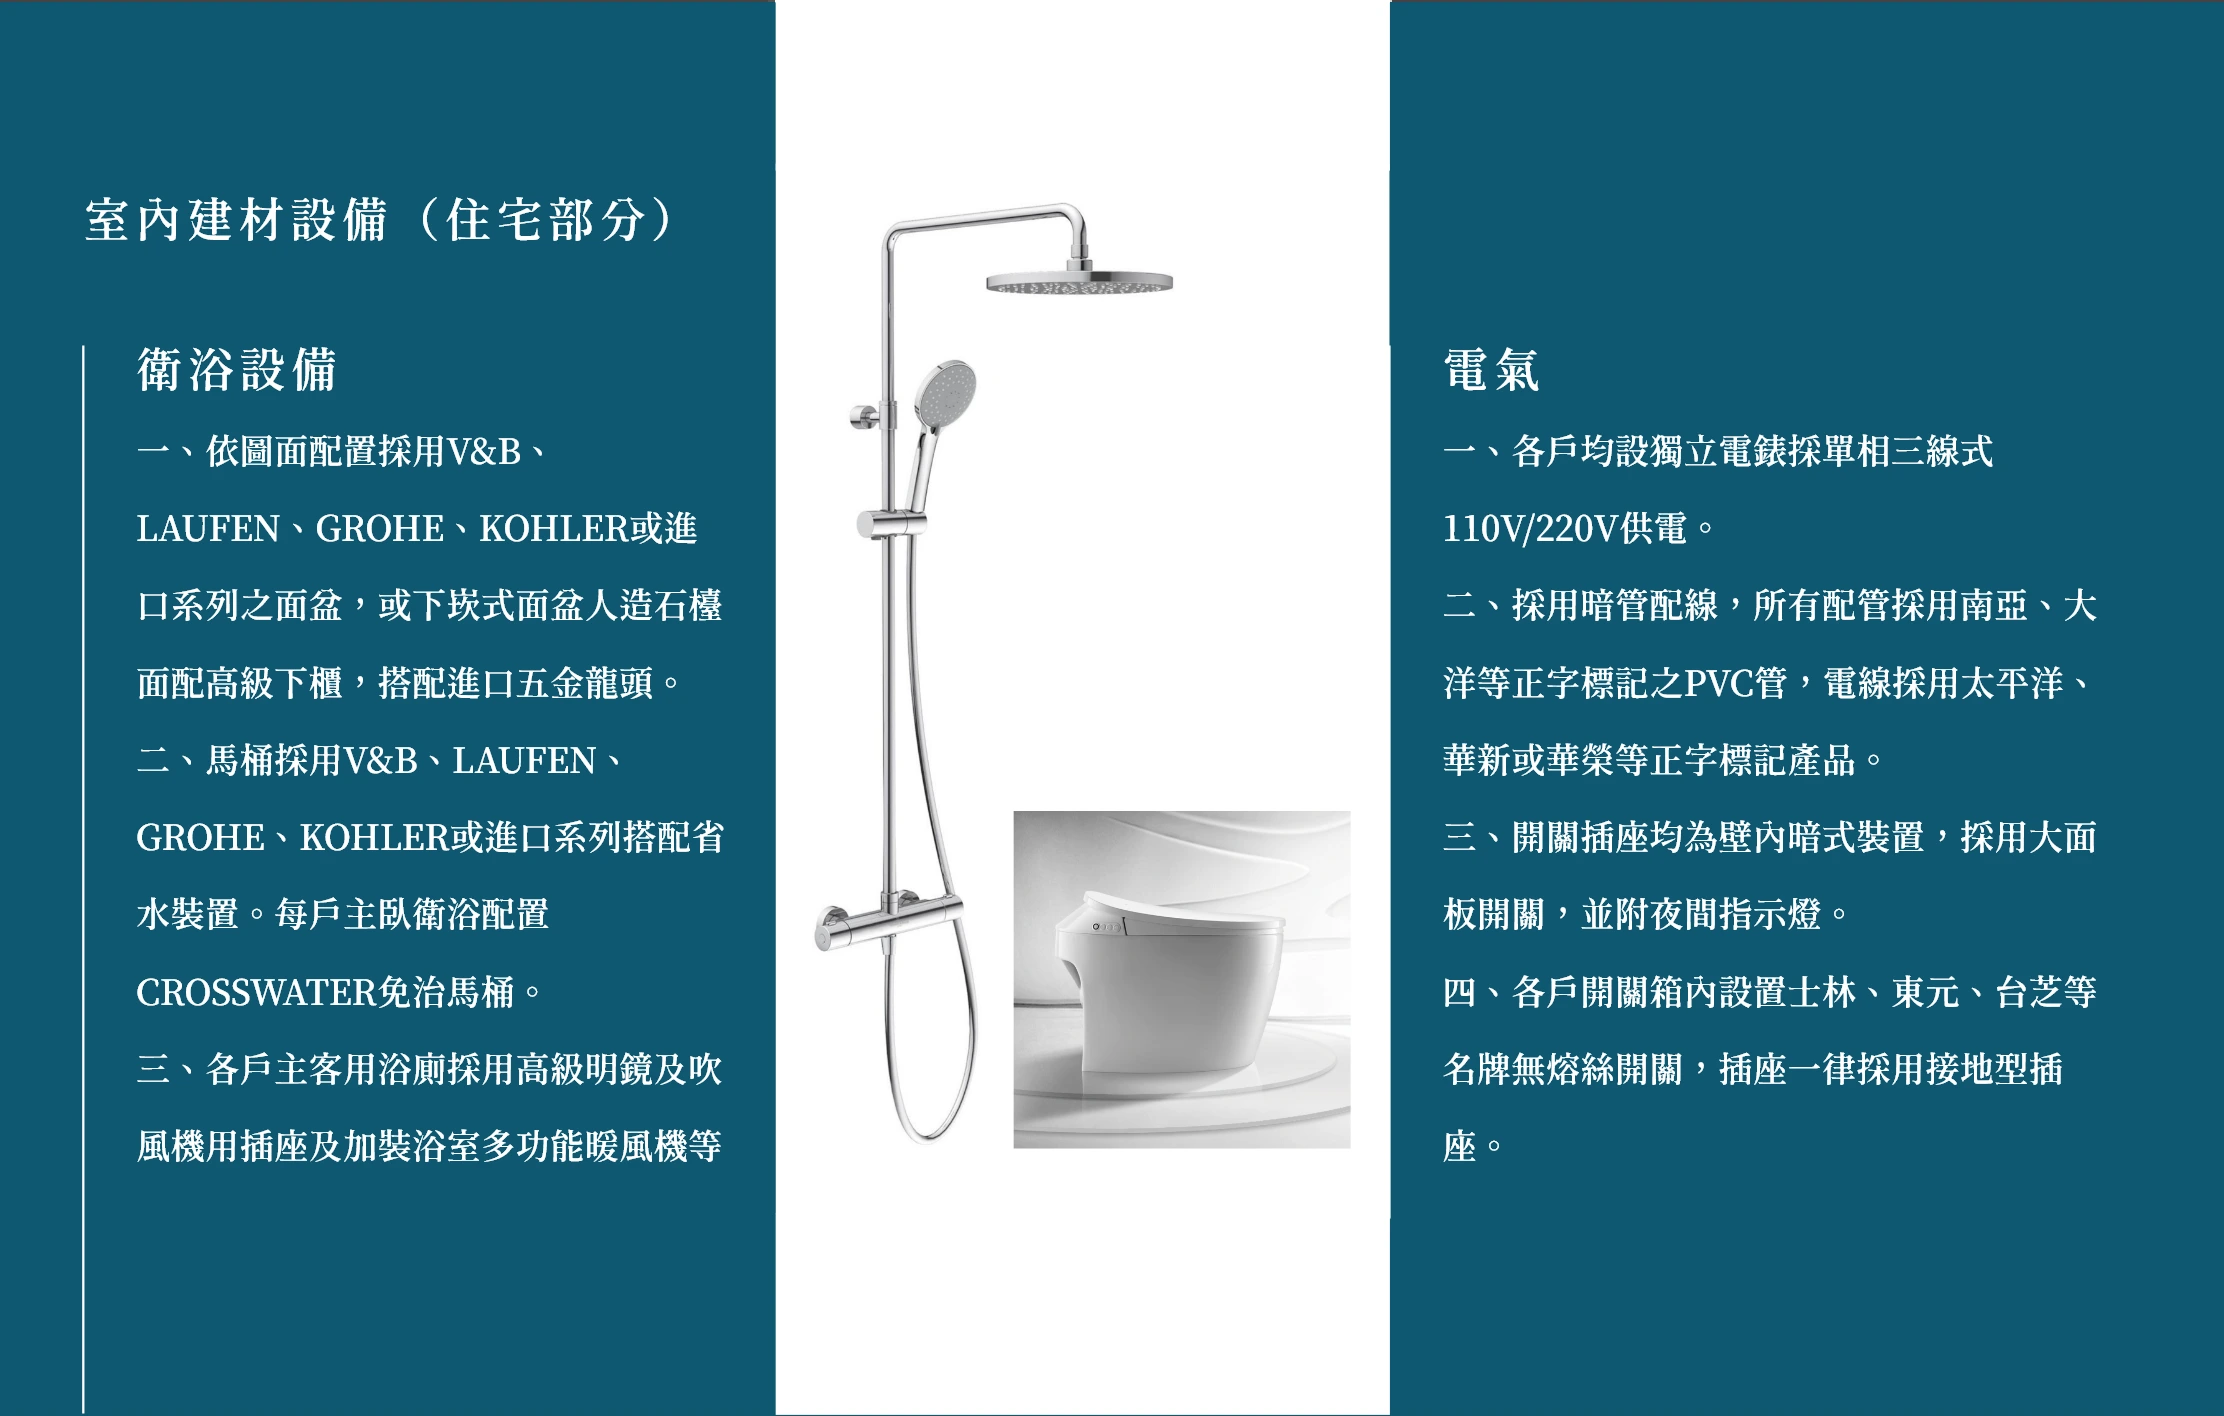 室內建材設備（住宅部分）
衛浴設備
一、依圖面配置採用V&B、
LAUFEN、GROHE、KOHLER或進
口系列之面盆，或下崁式面盆人造石檯
面配高級下櫃，搭配進口五金龍頭。
二、馬桶採用V&B、LAUFEN、
GROHE、KOHLER或進口系列搭配省
水裝置。每戶主臥衛浴配置
CROSSWATER免治馬桶。
三、各戶主客用浴廁採用高級明鏡及吹
風機用插座及加裝浴室多功能暖風機等
電氣
一、各戶均設獨立電錶採單相三線式
110V/220V供電。
二、採用暗管配線，所有配管採用南亞、大
洋等正字標記之PVC管，電線採用太平洋、
華新或華榮等正字標記產品。
三、開關插座均為壁內暗式裝置，採用大面
板開關，並附夜間指示燈。
四、各戶開關箱內設置士林、東元、台芝等
名牌無熔絲開關，插座一律採用接地型插
座。